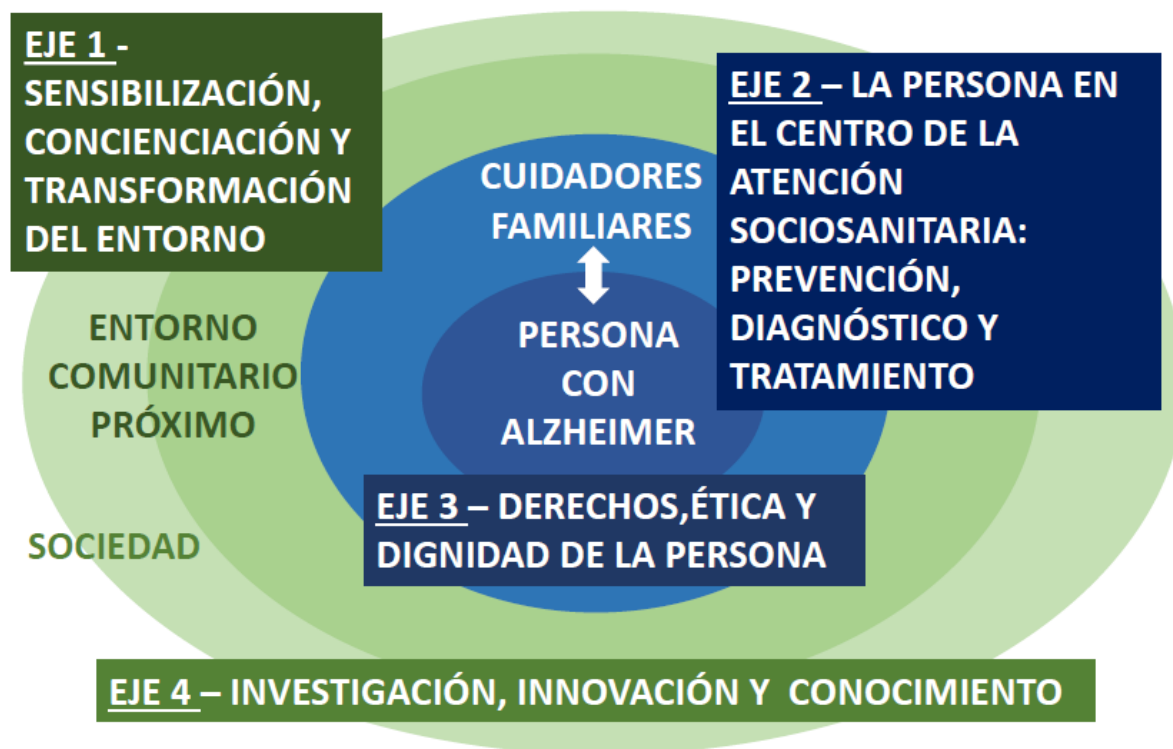 EJE 1 -
SENSIBILIZACIÓN,
CONCIENCIACIÓN Y
TRANSFORMACIÓN
DEL ENTORNO
EJE 2 – LA PERSONA EN
EL CENTRO DE LA
ATENCIÓN
SOCIOSANITARIA:
PREVENCIÓN,
DIAGNÓSTICO Y
TRATAMIENTO
CUIDADORES
FAMILIARES
PERSONA
CON
ALZHEIMER
ENTORNO
COMUNITARIO
PRÓXIMO
EJE 3 – DERECHOS,ÉTICA Y
DIGNIDAD DE LA PERSONA
SOCIEDAD
EJE 4 – INVESTIGACIÓN, INNOVACIÓN Y CONOCIMIENTO